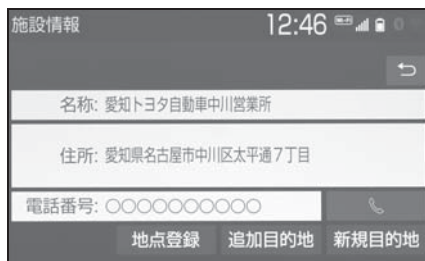 施設情報 12:46
名称: 愛知トヨタ自動車中川営業所
住所: 愛知県名古屋市中川区太平通7丁目
電話番号: ○○○○○○○○○○
地点登録 追加目的地 新規目的地